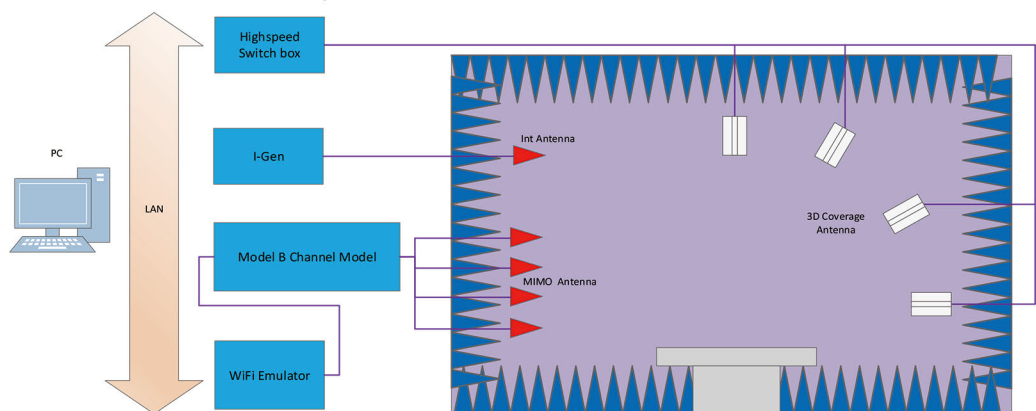 Highspeed
Switch box
Int Antenna
PC
I-Gen
LAN
3D Coverage
Antenna
Model B Channel Model
MIMO Antenna
WiFi Emulator